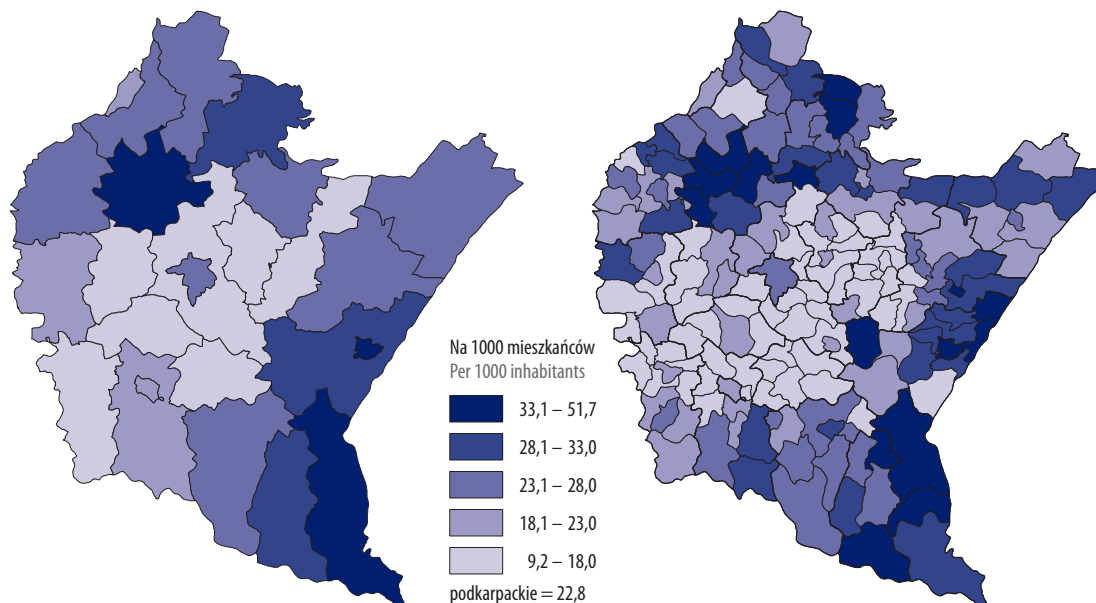 Na 1000 mieszkańców
Per 1000 inhabitants
33,1 – 51,7
28,1 – 33,0
23,1 – 28,0
18,1 – 23,0
9,2 – 18,0
podkarpackie = 22,8